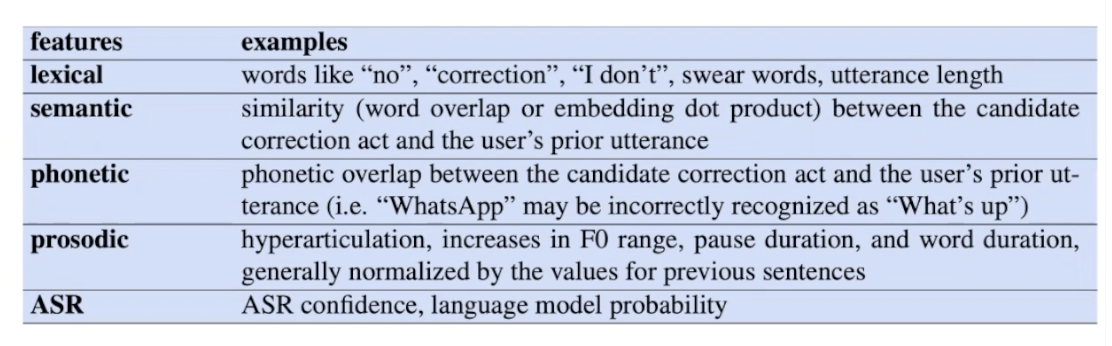 features examples
lexical words like “no”, “correction”, “I don’t”, swear words, utterance length
semantic similarity (word overlap or embedding dot product) between the candidate
correction act and the user’s prior utterance
phonetic phonetic overlap between the candidate correction act and the user’s prior ut-
terance (i.e. “WhatsApp” may be incorrectly recognized as “What’s up”)
prosodic hyperarticulation, increases in F0 range, pause duration, and word duration,
generally normalized by the values for previous sentences
ASR ASR confidence, language model probability